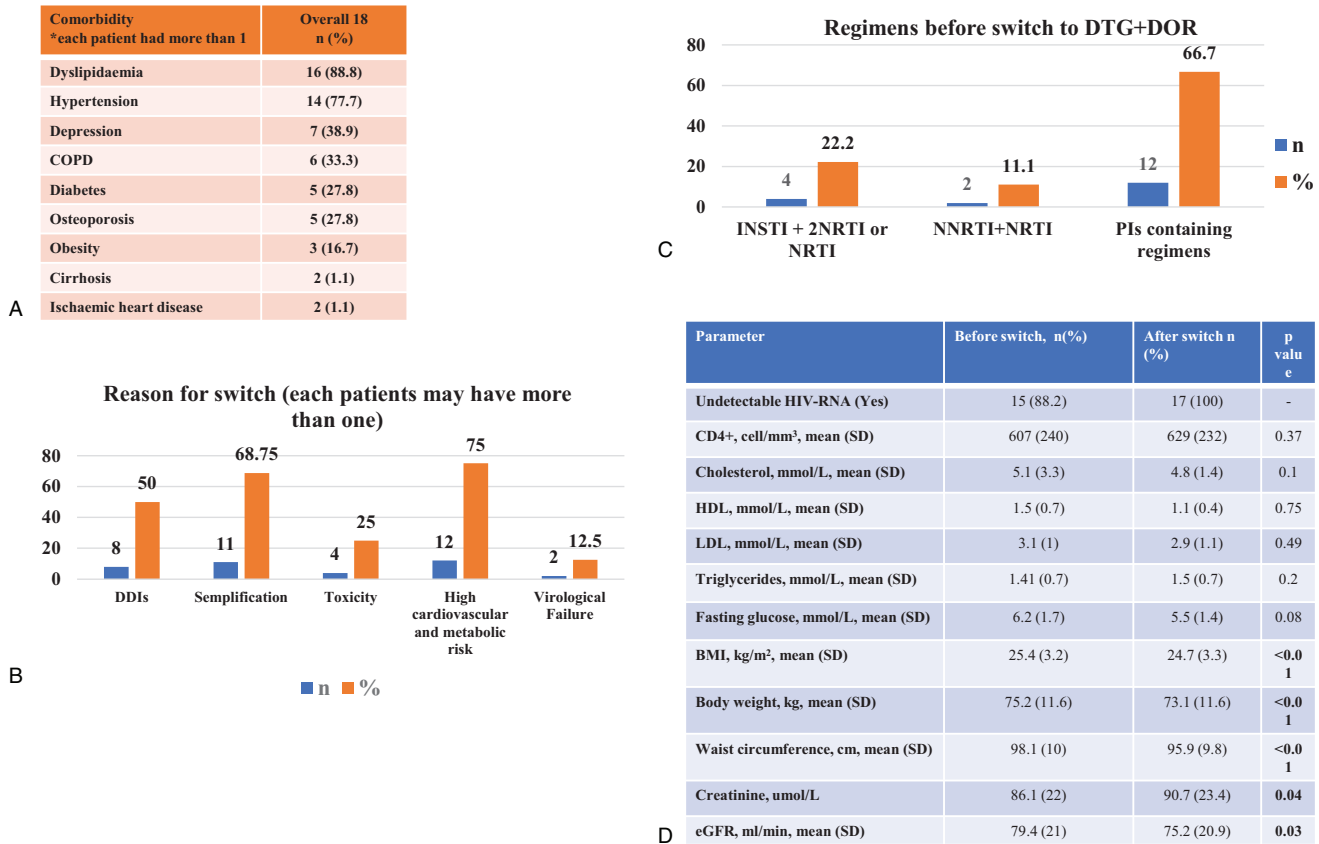 Comorbidity Overall 18
*each patient had more than 1 n (%)
Dyslipidaemia 16 (88.8)
Hypertension 14 (77.7)
Depression 7 (38.9)
COPD 6 (33.3)
Diabetes 5 (27.8)
Osteoporosis 5 (27.8)
Obesity 3 (16.7)
Cirrhosis 2 (1.1)
Ischaemic heart disease 2 (1.1)
A
Reason for switch (each patients may have more
than one)
80
60
40
20
0
8 50
11 68.75
4 25
12 75
2 12.5
DDIs Semplification Toxicity High Virological
cardiovascular Failure
and metabolic
risk
n %
B
Regimens before switch to DTG+DOR
80
60
40
20
0
4 22.2
2 11.1
12 66.7
INSTI + 2NRTI or NNRTI+NRTI PIs containing
NRTI regimens
n
%
C
Parameter Before switch, n(%) After switch n p
(%) valu
e
Undetectable HIV-RNA (Yes) 15 (88.2) 17 (100) -
CD4+, cell/mm³, mean (SD) 607 (240) 629 (232) 0.37
Cholesterol, mmol/L, mean (SD) 5.1 (3.3) 4.8 (1.4) 0.1
HDL, mmol/L, mean (SD) 1.5 (0.7) 1.1 (0.4) 0.75
LDL, mmol/L, mean (SD) 3.1 (1) 2.9 (1.1) 0.49
Triglycerides, mmol/L, mean (SD) 1.41 (0.7) 1.5 (0.7) 0.2
Fasting glucose, mmol/L, mean (SD) 6.2 (1.7) 5.5 (1.4) 0.08
BMI, kg/m², mean (SD) 25.4 (3.2) 24.7 (3.3) <0.0
1
Body weight, kg, mean (SD) 75.2 (11.6) 73.1 (11.6) <0.0
1
Waist circumference, cm, mean (SD) 98.1 (10) 95.9 (9.8) <0.0
1
Creatinine, umol/L 86.1 (22) 90.7 (23.4) 0.04
eGFR, ml/min, mean (SD) 79.4 (21) 75.2 (20.9) 0.03
D